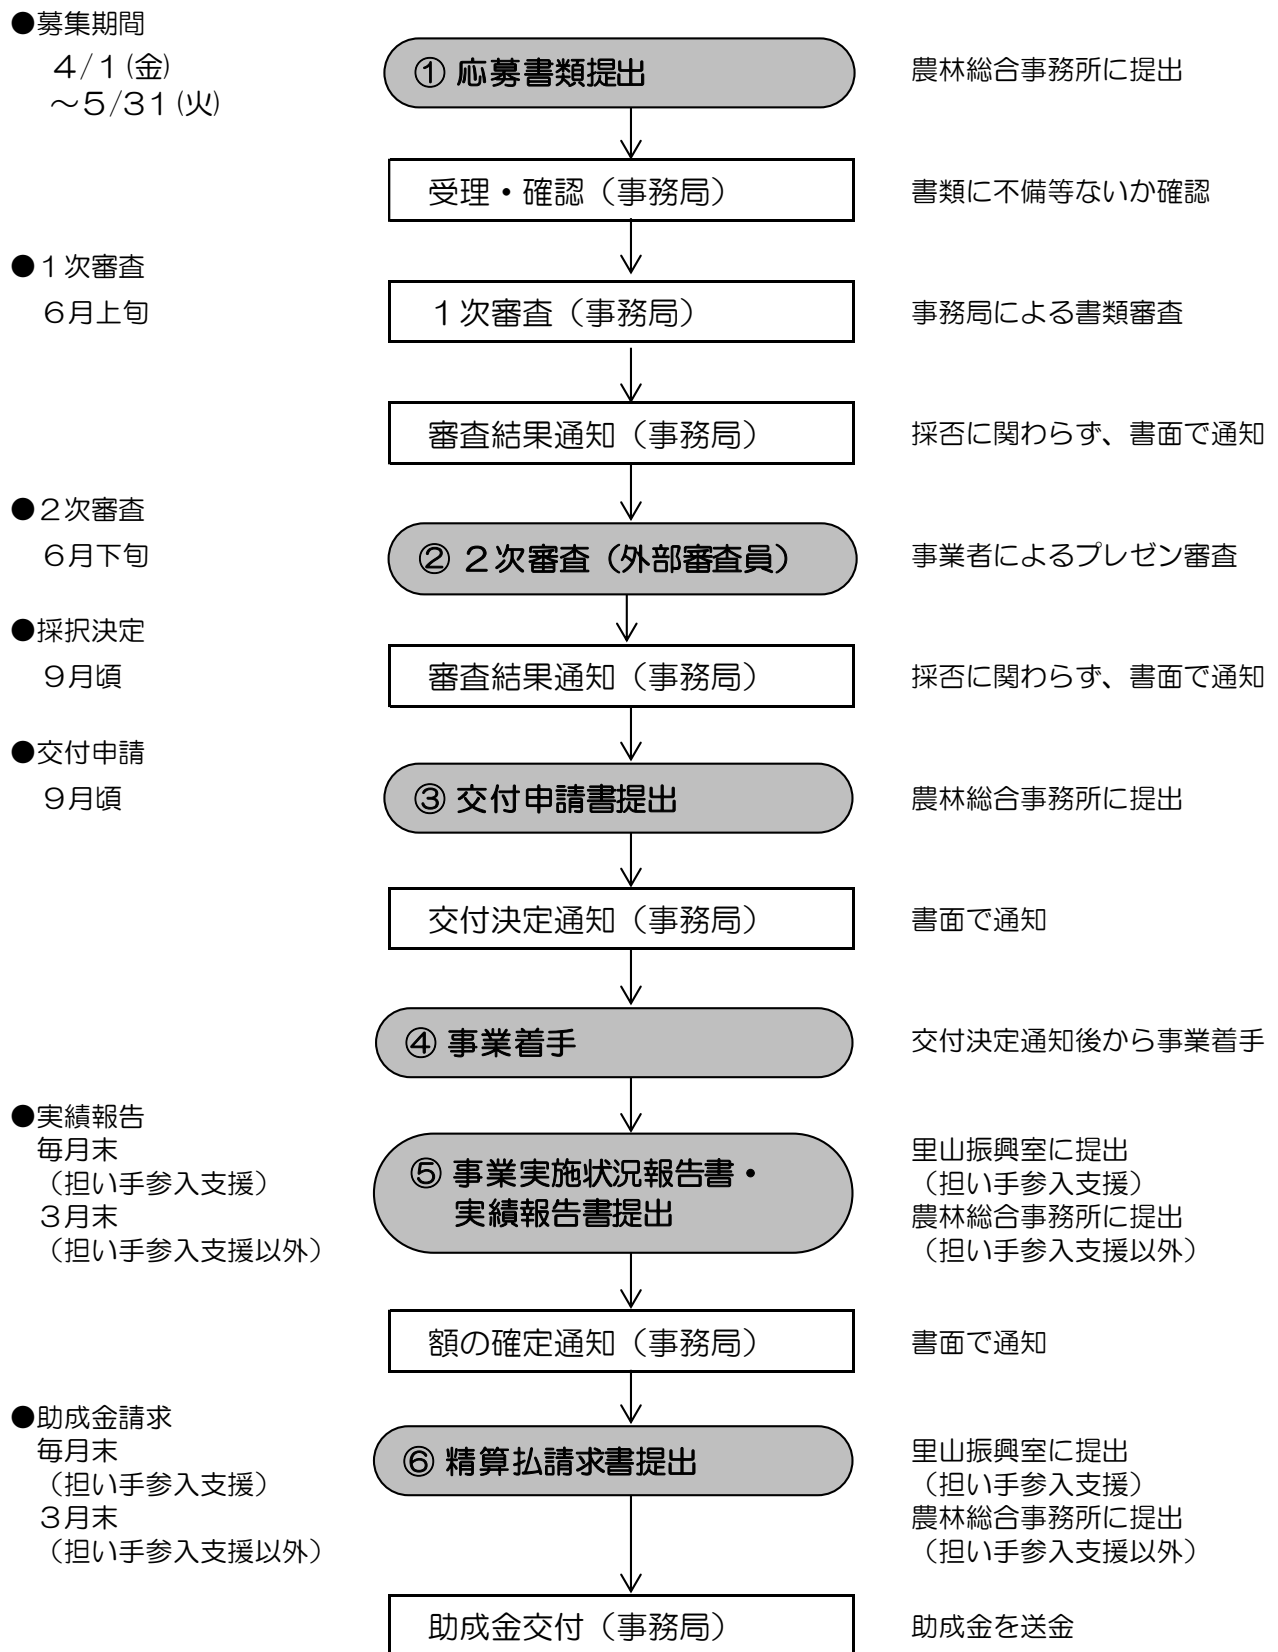 ●募集期間
４/１(金)
～５/３１(火)
① 応募書類提出
農林総合事務所に提出
受理・確認（事務局）
書類に不備等ないか確認
●１次審査
６月上旬
１次審査（事務局）
事務局による書類審査
審査結果通知（事務局）
採否に関わらず、書面で通知
●２次審査
６月下旬
② ２次審査（外部審査員）
事業者によるプレゼン審査
●採択決定
９月頃
審査結果通知（事務局）
採否に関わらず、書面で通知
●交付申請
９月頃
③ 交付申請書提出
農林総合事務所に提出
交付決定通知（事務局）
書面で通知
④ 事業着手
交付決定通知後から事業着手
●実績報告
毎月末
（担い手参入支援）
３月末
（担い手参入支援以外）
⑤ 事業実施状況報告書・
実績報告書提出
里山振興室に提出
（担い手参入支援）
農林総合事務所に提出
（担い手参入支援以外）
額の確定通知（事務局）
書面で通知
●助成金請求
毎月末
（担い手参入支援）
３月末
（担い手参入支援以外）
⑥ 精算払請求書提出
里山振興室に提出
（担い手参入支援）
農林総合事務所に提出
（担い手参入支援以外）
助成金交付（事務局）
助成金を送金